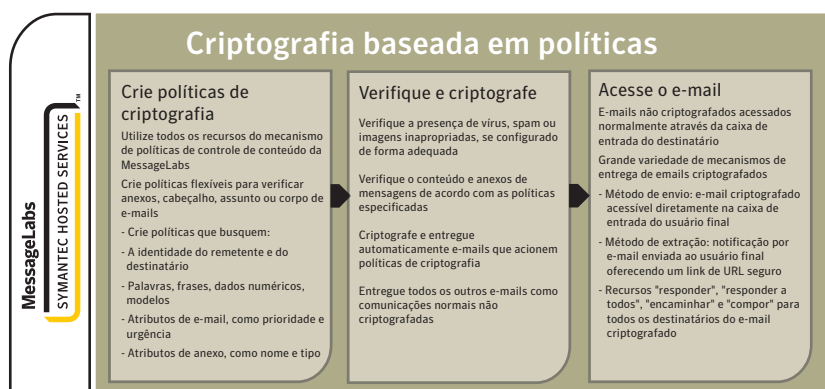 Criptografia baseada em políticas
MessageLabs
SYMANTEC HOSTED SERVICES
TM
Crie políticas de
criptografia
Utilize todos os recursos do mecanismo
de políticas de controle de conteúdo da
MessageLabs
Crie políticas flexíveis para verificar
anexos, cabeçalho, assunto ou corpo de
e-mails
- Crie políticas que busquem:
- A identidade do remetente e do
destinatário
- Palavras, frases, dados numéricos,
modelos
- Atributos de e-mail, como prioridade e
urgência
- Atributos de anexo, como nome e tipo
Verifique e criptografe
Verifique a presença de vírus, spam ou
imagens inapropriadas, se configurado
de forma adequada
Verifique o conteúdo e anexos de
mensagens de acordo com as políticas
especificadas
Criptografe e entregue
automaticamente e-mails que acionem
políticas de criptografia
Entregue todos os outros e-mails como
comunicações normais não
criptografadas
Acesse o e-mail
E-mails não criptografados acessados
normalmente através da caixa de
entrada do destinatário
Grande variedade de mecanismos de
entrega de emails criptografados
- Método de envio: e-mail criptografado
acessível diretamente na caixa de
entrada do usuário final
- Método de extração: notificação por
e-mail enviada ao usuário final
oferecendo um link de URL seguro
- Recursos "responder", "responder a
todos", "encaminhar" e "compor" para
todos os destinatários do e-mail
criptografado